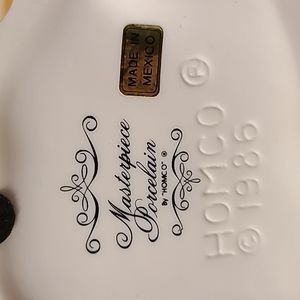 MADE IN
MEXICO
Masterpiece
Porcelain
By "HOMCO" ®
HOMCO Ⓟ
© 1986